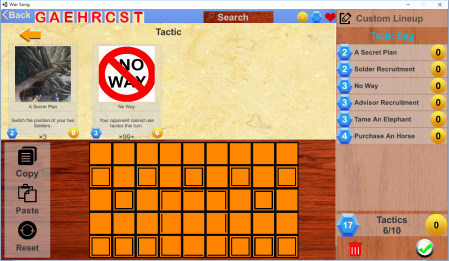 War Song
Back
GAEHRCST
Search
Custom Lineup
Tactic
Tactic Bag
2 A Secret Plan 0
2 Solder Recruitment 0
3 No Way 0
3 Advisor Recruitment 0
3 Tame An Elephant 0
4 Purchase An Horse 0
NO
WAY
A Secret Plan
Switch the position of your two
Soldiers.
2
0
×3
No Way
Your opponent cannot use
tactics this turn.
3
0
×99+
Copy
Paste
Reset
17 Tactics 0
6/10